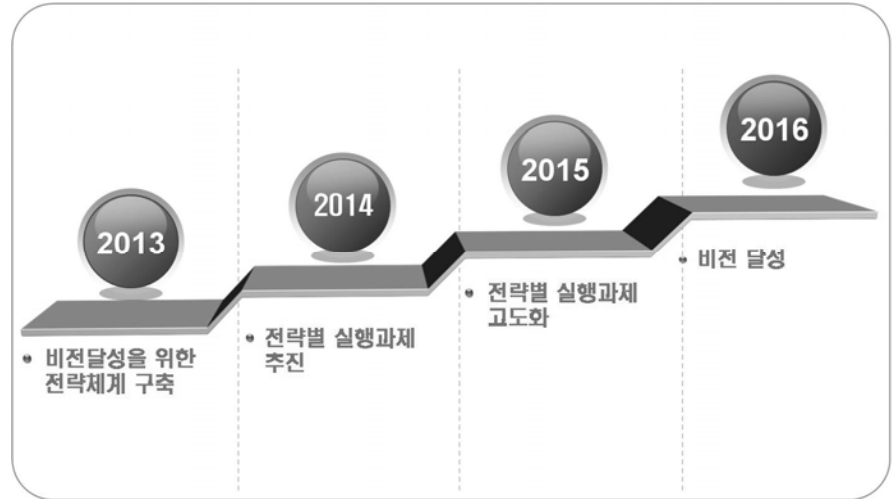 2013
• 비전달성을 위한
전략체계 구축
2014
• 전략별 실행과제
추진
2015
• 전략별 실행과제
고도화
2016
• 비전 달성